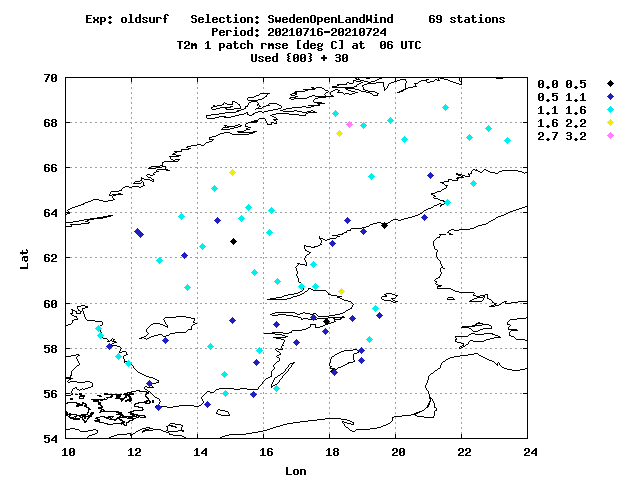 Exp: oldsurf Selection: SwedenOpenLandWind 69 stations
Period: 20210716-20210724
T2m 1 patch rmse [deg C] at 06 UTC
Used {00} + 30
0.0 0.5
0.5 1.1
1.1 1.6
1.6 2.2
2.7 3.2
70
68
66
64
62
60
58
56
54
Lat
10 12 14 16 18 20 22 24
Lon